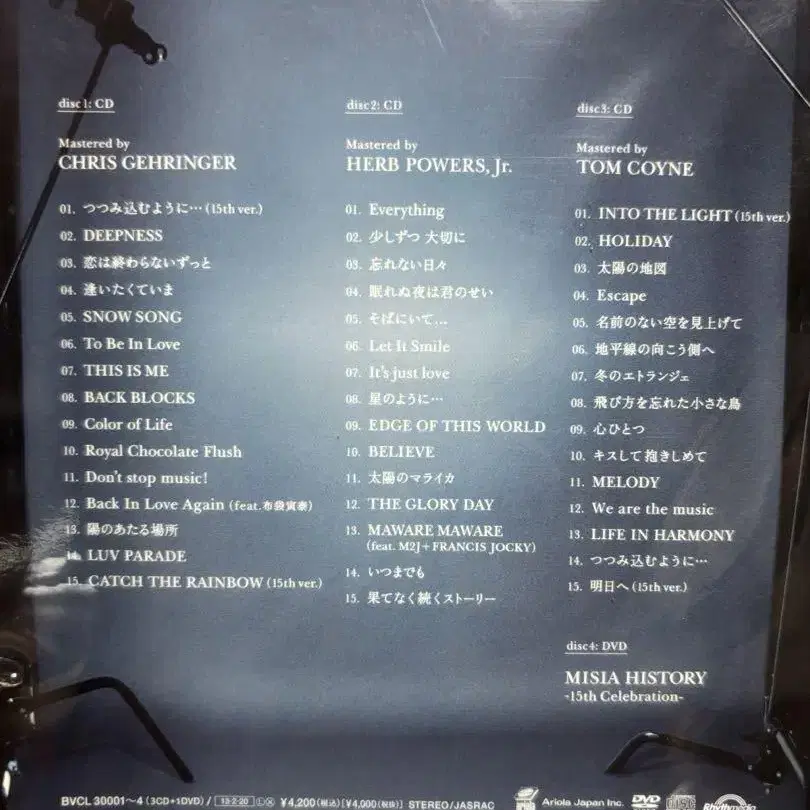 disc1: CD
Mastered by
CHRIS GEHRINGER
01. つつみ込むように…(15th ver.)
02. DEEPNESS
03. 恋は終わらないずっと
04. 逢いたくていま
05. SNOW SONG
06. To Be In Love
07. THIS IS ME
08. BACK BLOCKS
09. Color of Life
10. Royal Chocolate Flush
11. Don't stop music!
12. Back In Love Again (feat.布袋寅泰)
13. 陽のあたる場所
14. LUV PARADE
15. CATCH THE RAINBOW (15th ver.)
disc2: CD
Mastered by
HERB POWERS, Jr.
01. Everything
02. 少しずつ 大切に
03. 忘れない日々
04. 眠れぬ夜は君のせい
05. そばにいて...
06. Let It Smile
07. It's just love
08. 星のように…
09. EDGE OF THIS WORLD
10. BELIEVE
11. 太陽のマライカ
12. THE GLORY DAY
13. MAWARE MAWARE
(feat. M2J+FRANCIS JOCKY)
14. いつまでも
15. 果てなく続くストーリー
disc3: CD
Mastered by
TOM COYNE
01. INTO THE LIGHT (15th ver.)
02. HOLIDAY
03. 太陽の地図
04. Escape
05. 名前のない空を見上げて
06. 地平線の向こう側へ
07. 冬のエトランジェ
08. 飛び方を忘れた小さな鳥
09. 心ひとつ
10. キスして抱きしめて
11. MELODY
12. We are the music
13. LIFE IN HARMONY
14. つつみ込むように…
15. 明日へ (15th ver.)
disc4: DVD
MISIA HISTORY
-15th Celebration-
BVCL 30001~4 (3CD+1DVD) / 13・2・20 Ⓛ Ⓧ ¥4,200(税込)[¥4,000(税抜)] STEREO/JASRAC
Ariola Japan Inc. DVD Rhythmedia